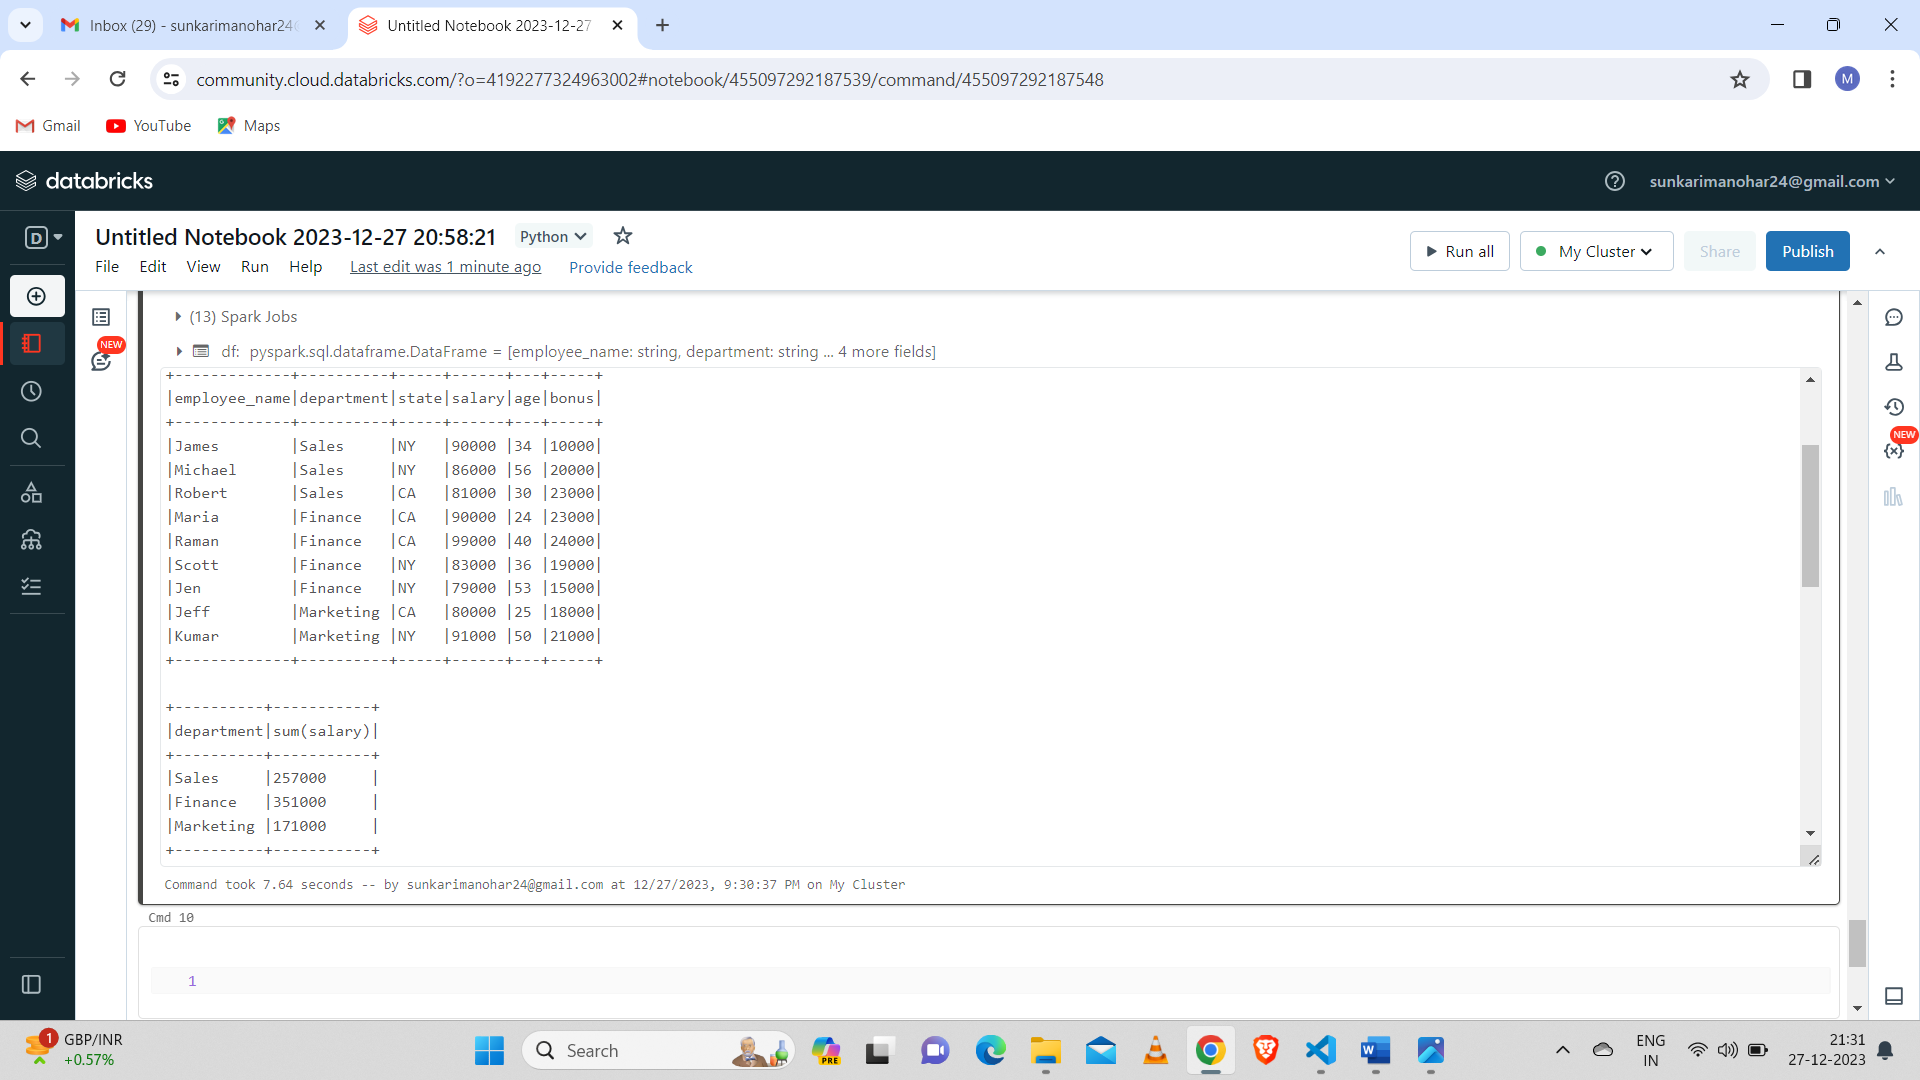 Inbox (29) - sunkarimanohar24@
Untitled Notebook 2023-12-27
community.cloud.databricks.com/?o=4192277324963002#notebook/455097292187539/command/455097292187548
M
Gmail YouTube Maps
databricks
sunkarimanohar24@gmail.com
D
Untitled Notebook 2023-12-27 20:58:21 Python
File Edit View Run Help Last edit was 1 minute ago Provide feedback
Run all My Cluster Share Publish
NEW
NEW
(13) Spark Jobs
df: pyspark.sql.dataframe.DataFrame = [employee_name: string, department: string ... 4 more fields]
+-------------+----------+-----+------+---+-----+
|employee_name|department|state|salary|age|bonus|
+-------------+----------+-----+------+---+-----+
|James        |Sales     |NY   |90000 |34 |10000|
|Michael      |Sales     |NY   |86000 |56 |20000|
|Robert       |Sales     |CA   |81000 |30 |23000|
|Maria        |Finance   |CA   |90000 |24 |23000|
|Raman        |Finance   |CA   |99000 |40 |24000|
|Scott        |Finance   |NY   |83000 |36 |19000|
|Jen          |Finance   |NY   |79000 |53 |15000|
|Jeff         |Marketing |CA   |80000 |25 |18000|
|Kumar        |Marketing |NY   |91000 |50 |21000|
+-------------+----------+-----+------+---+-----+
+----------+-----------+
|department|sum(salary)|
+----------+-----------+
|Sales     |257000     |
|Finance   |351000     |
|Marketing |171000     |
+----------+-----------+
Command took 7.64 seconds -- by sunkarimanohar24@gmail.com at 12/27/2023, 9:30:37 PM on My Cluster
Cmd 10
1
1
GBP/INR
+0.57%
Search
PRE
ENG
IN
21:31
27-12-2023